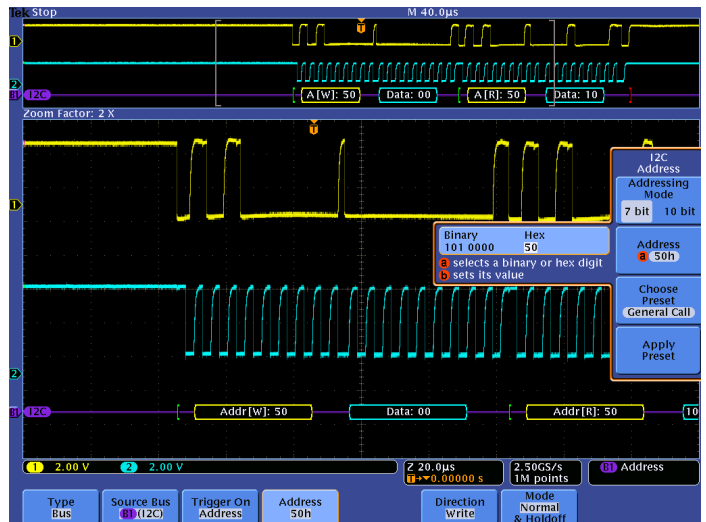 Tek Stop
M 40.0µs
T
1
2
B1 I2C
A[W]: 50
Data: 00
A[R]: 50
Data: 10
Zoom Factor: 2 X
T
1
I2C
Address
Addressing
Mode
7 bit 10 bit
Binary Hex
101 0000 50
a selects a binary or hex digit
b sets its value
Address
a 50h
Choose
Preset
General Call
Apply
Preset
2
B1 I2C
Addr[W]: 50
Data: 00
Addr[R]: 50
10
1 2.00 V 2 2.00 V
Z 20.0µs
T→▼0.00000 s
2.50GS/s
1M points
B1 Address
Type
Bus
Source Bus
B1 (I2C)
Trigger On
Address
Address
50h
Direction
Write
Mode
Normal
& Holdoff